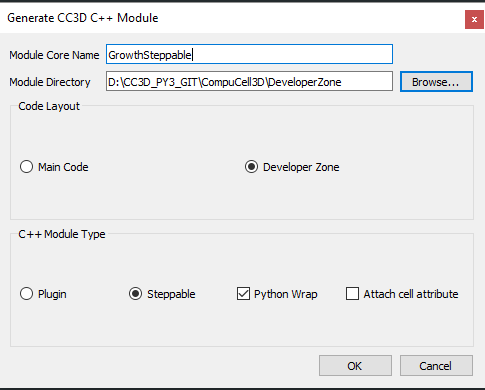 Generate CC3D C++ Module
Module Core Name GrowthSteppable
Module Directory D:\CC3D_PY3_GIT\CompuCell3D\DeveloperZone Browse...
Code Layout
Main Code Developer Zone
C++ Module Type
Plugin Steppable Python Wrap Attach cell attribute
OK Cancel